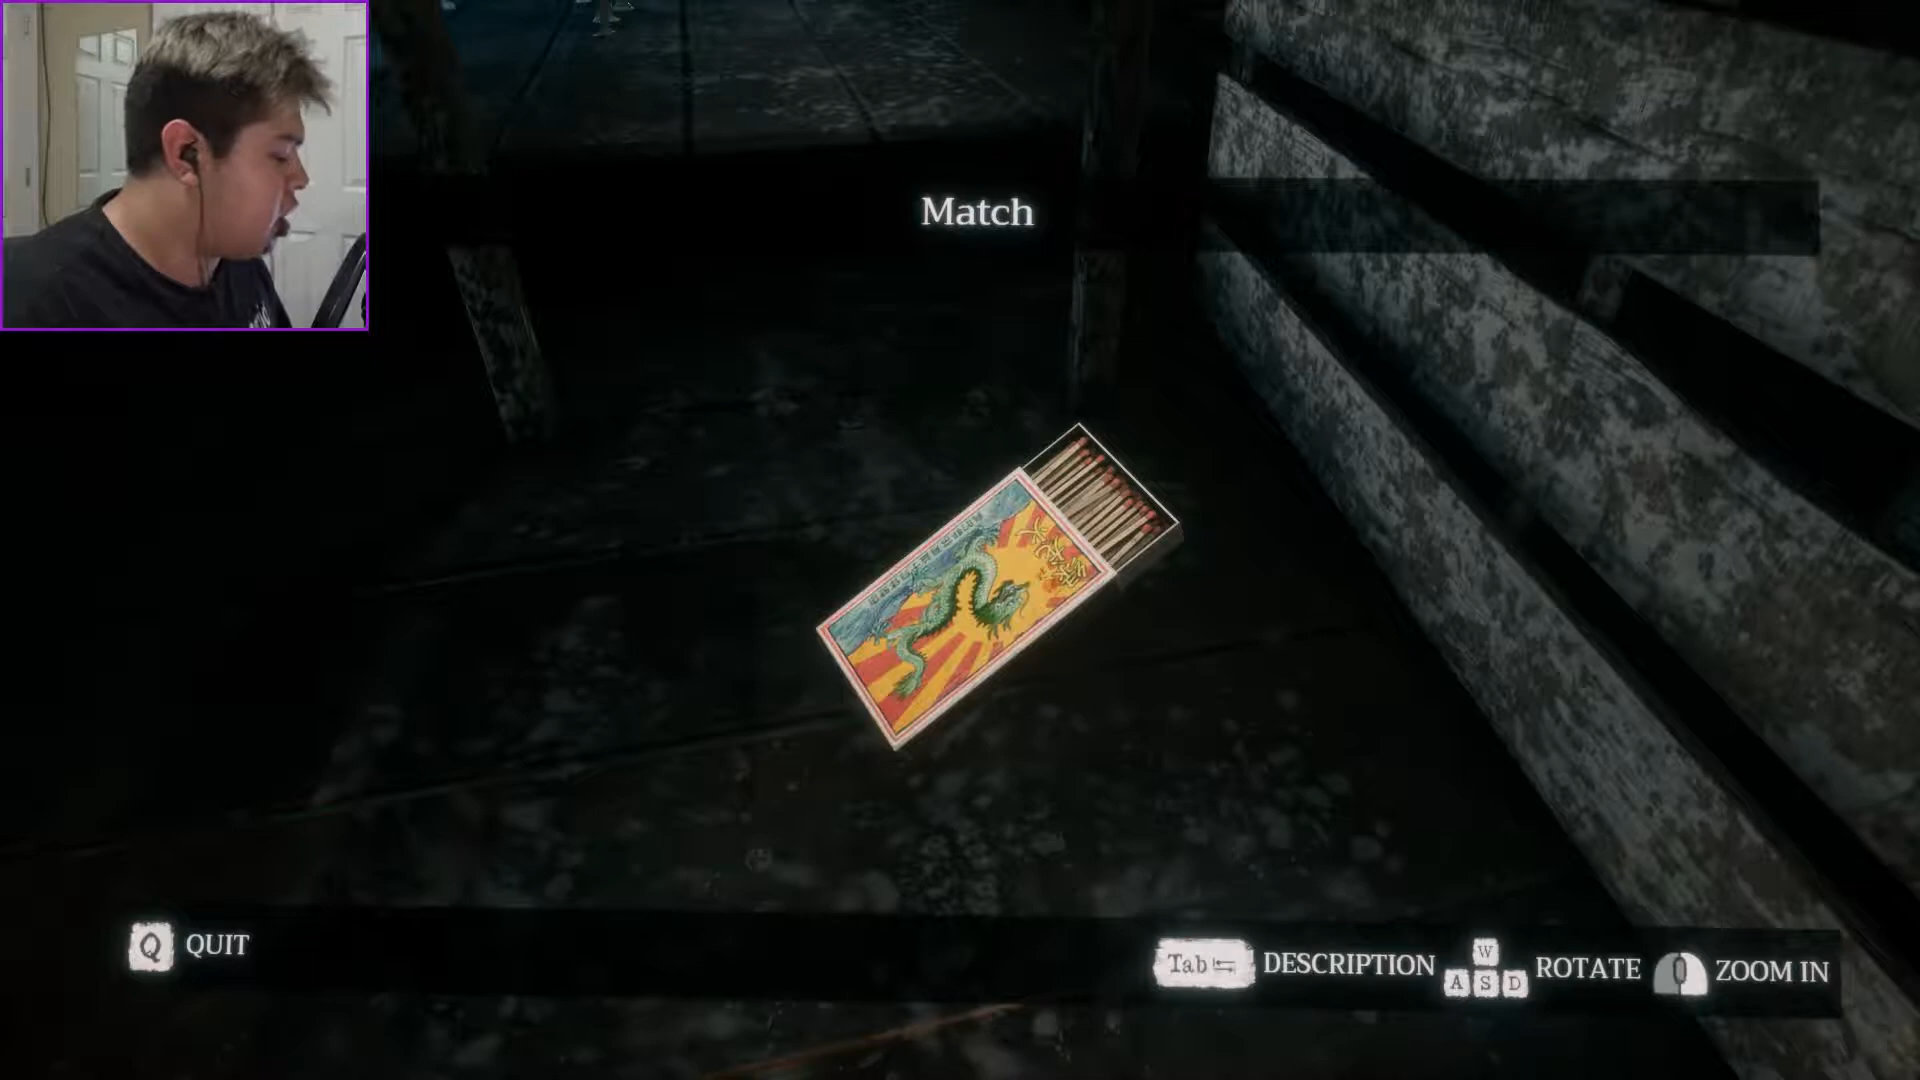 Match
Q QUIT
Tab DESCRIPTION
W
A S D
ROTATE
ZOOM IN